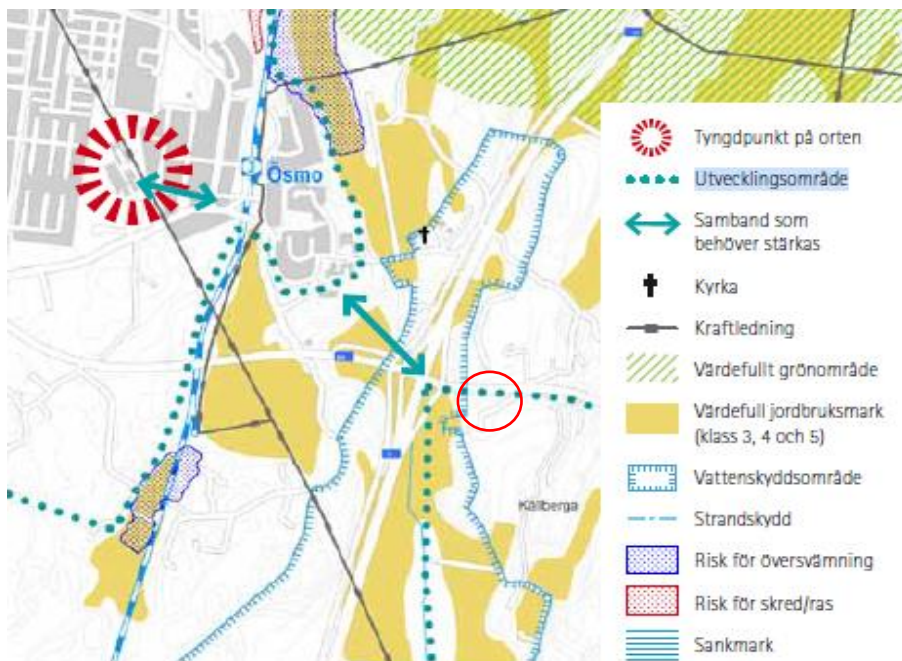 Ösmo
Källberga
Tyngdpunkt på orten
Utvecklingsområde
Samband som
behöver stärkas
Kyrka
Kraftledning
Värdefullt grönområde
Värdefull jordbruksmark
(klass 3, 4 och 5)
Vattenskyddsområde
Strandskydd
Risk för översvämning
Risk för skred/ras
Sankmark